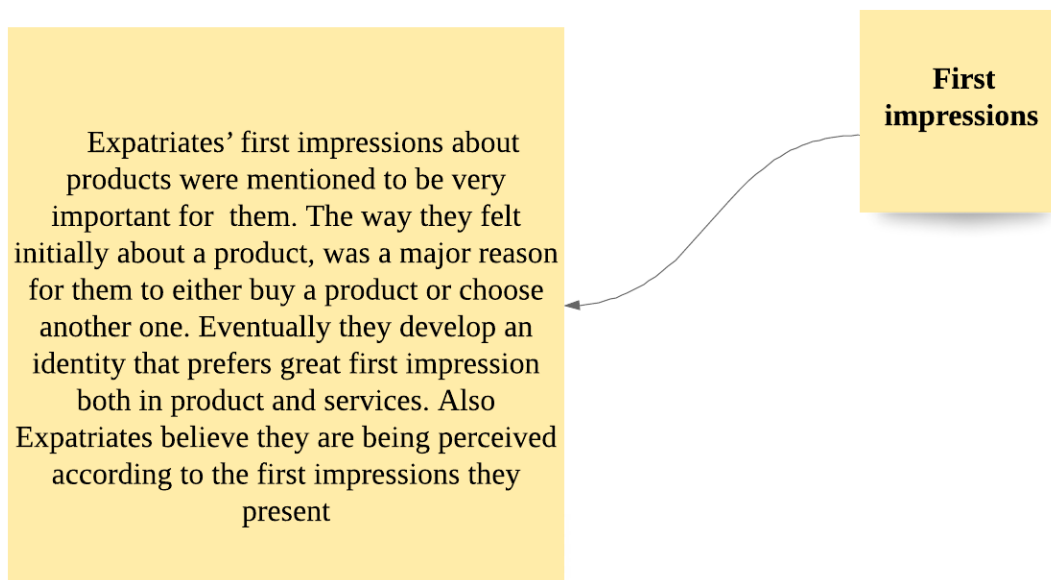 First
impressions
Expatriates’ first impressions about
products were mentioned to be very
important for  them. The way they felt
initially about a product, was a major reason
for them to either buy a product or choose
another one. Eventually they develop an
identity that prefers great first impression
both in product and services. Also
Expatriates believe they are being perceived
according to the first impressions they
present